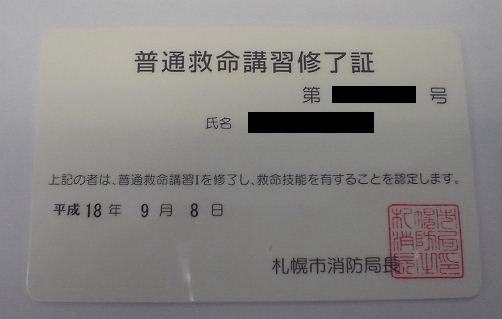 普通救命講習修了証
第 号
氏名
上記の者は、普通救命講習Iを修了し、救命技能を有することを認定します。
平成 18 年 9 月 8 日
札幌市消防局長